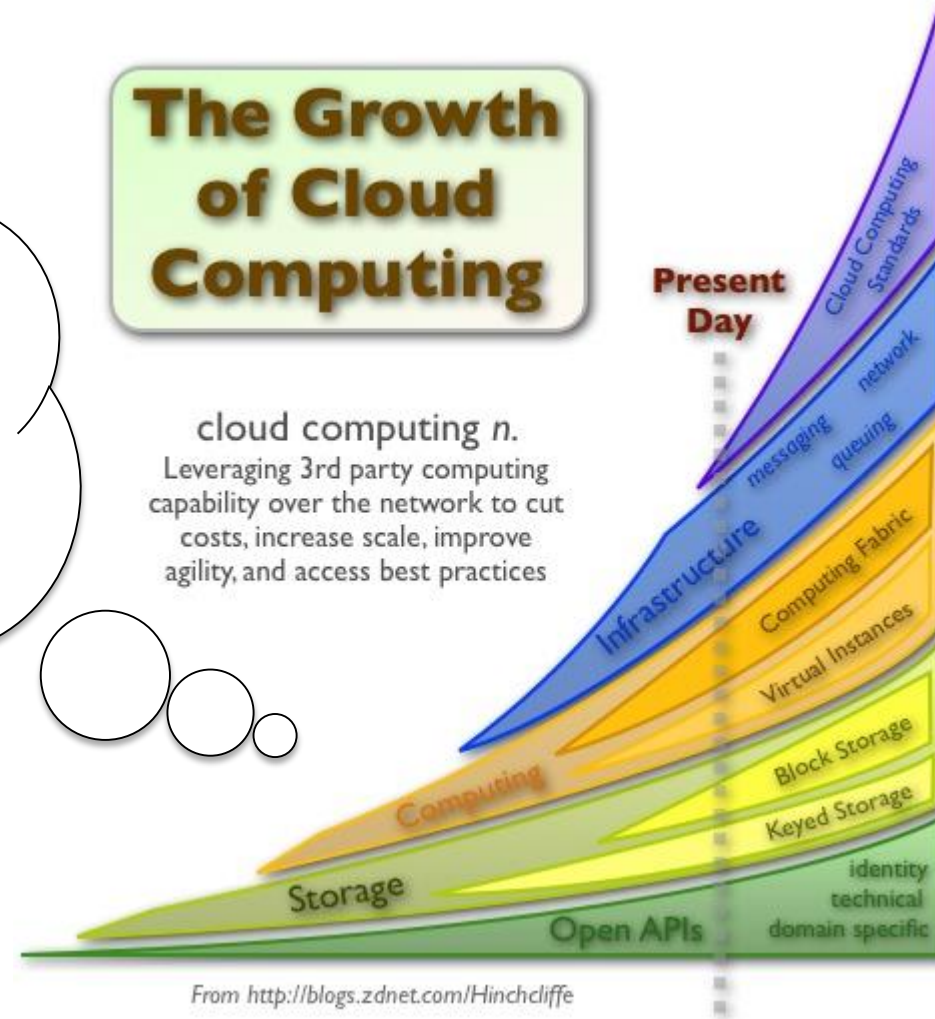 The Growth
of Cloud
Computing
Present
Day
cloud computing n.
Leveraging 3rd party computing
capability over the network to cut
costs, increase scale, improve
agility, and access best practices
Cloud Computing
Standards
network
messaging
queuing
Infrastructure
Computing Fabric
Virtual Instances
Computing
Block Storage
Keyed Storage
Storage
Open APIs
identity
technical
domain specific
From http://blogs.zdnet.com/Hinchcliffe